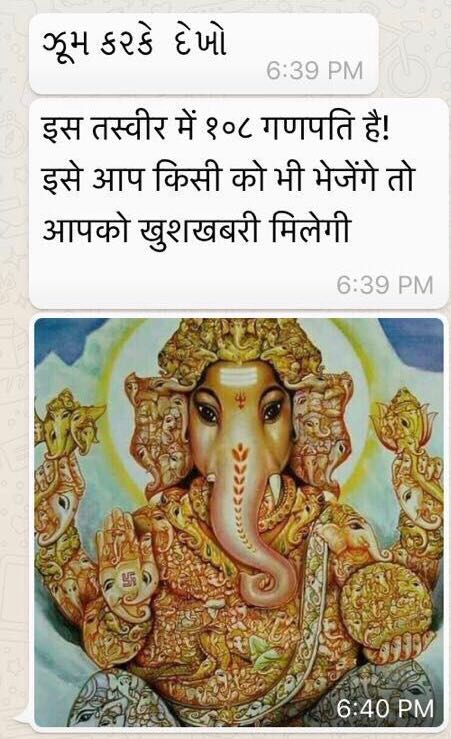 ઝૂમ કરકે દેખો
6:39 PM
इस तस्वीर में १०८ गणपति है!
इसे आप किसी को भी भेजेंगे तो
आपको खुशखबरी मिलेगी
6:39 PM
6:40 PM